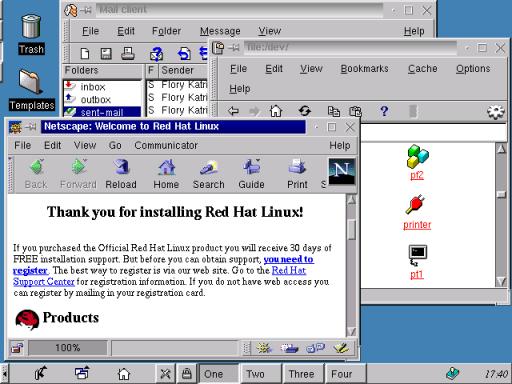 Mail client
File Edit Folder Message View Help
Folders
F Sender
inbox
S Flory Katri
outbox
S Flory Katri
sent-mail
S Flory Katri
Trash
Templates
file:/dev/
File Edit View Bookmarks Cache Options
Help
pf2
printer
pf1
Netscape: Welcome to Red Hat Linux
File Edit View Go Communicator Help
Back Forward Reload Home Search Guide Print S
N
Thank you for installing Red Hat Linux!
If you purchased the Official Red Hat Linux product you will receive 30 days of
FREE installation support. But before you can obtain support, you need to
register. The best way to register is via our web site. Go to the Red Hat
Support Center for registration information. If you do not have web access you
can register by mailing in your registration card.
Products
100%
One Two Three Four
17:40